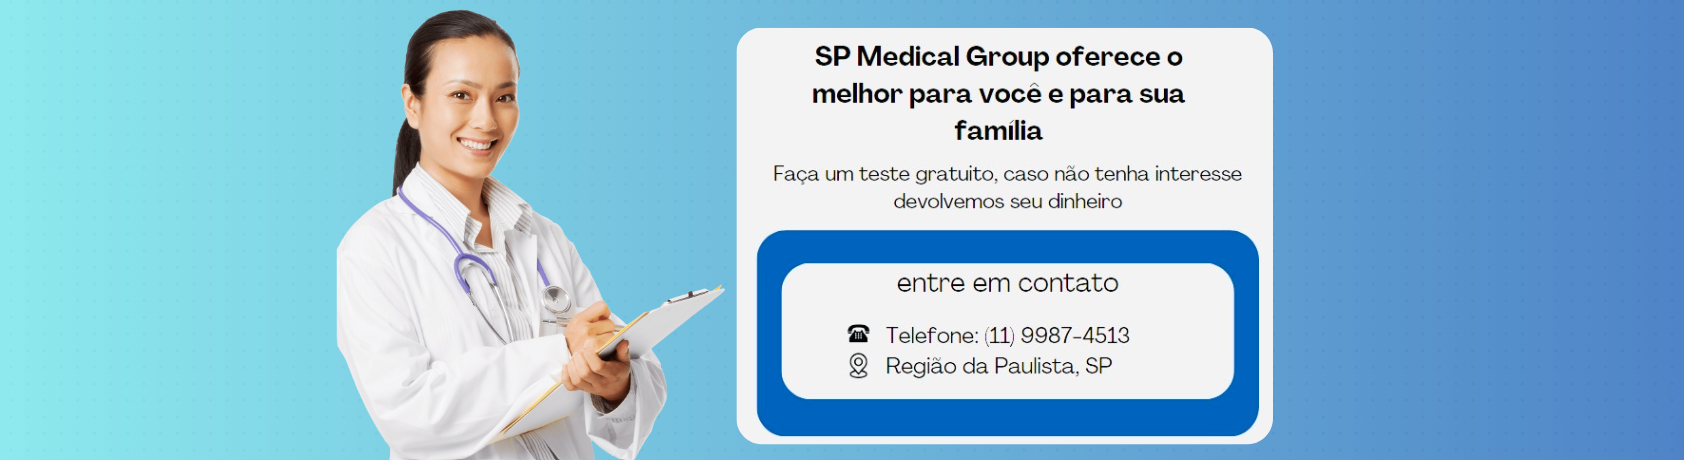 SP Medical Group oferece o
melhor para você e para sua
família
Faça um teste gratuito, caso não tenha interesse
devolvemos seu dinheiro
entre em contato
Telefone: (11) 9987-4513
Região da Paulista, SP